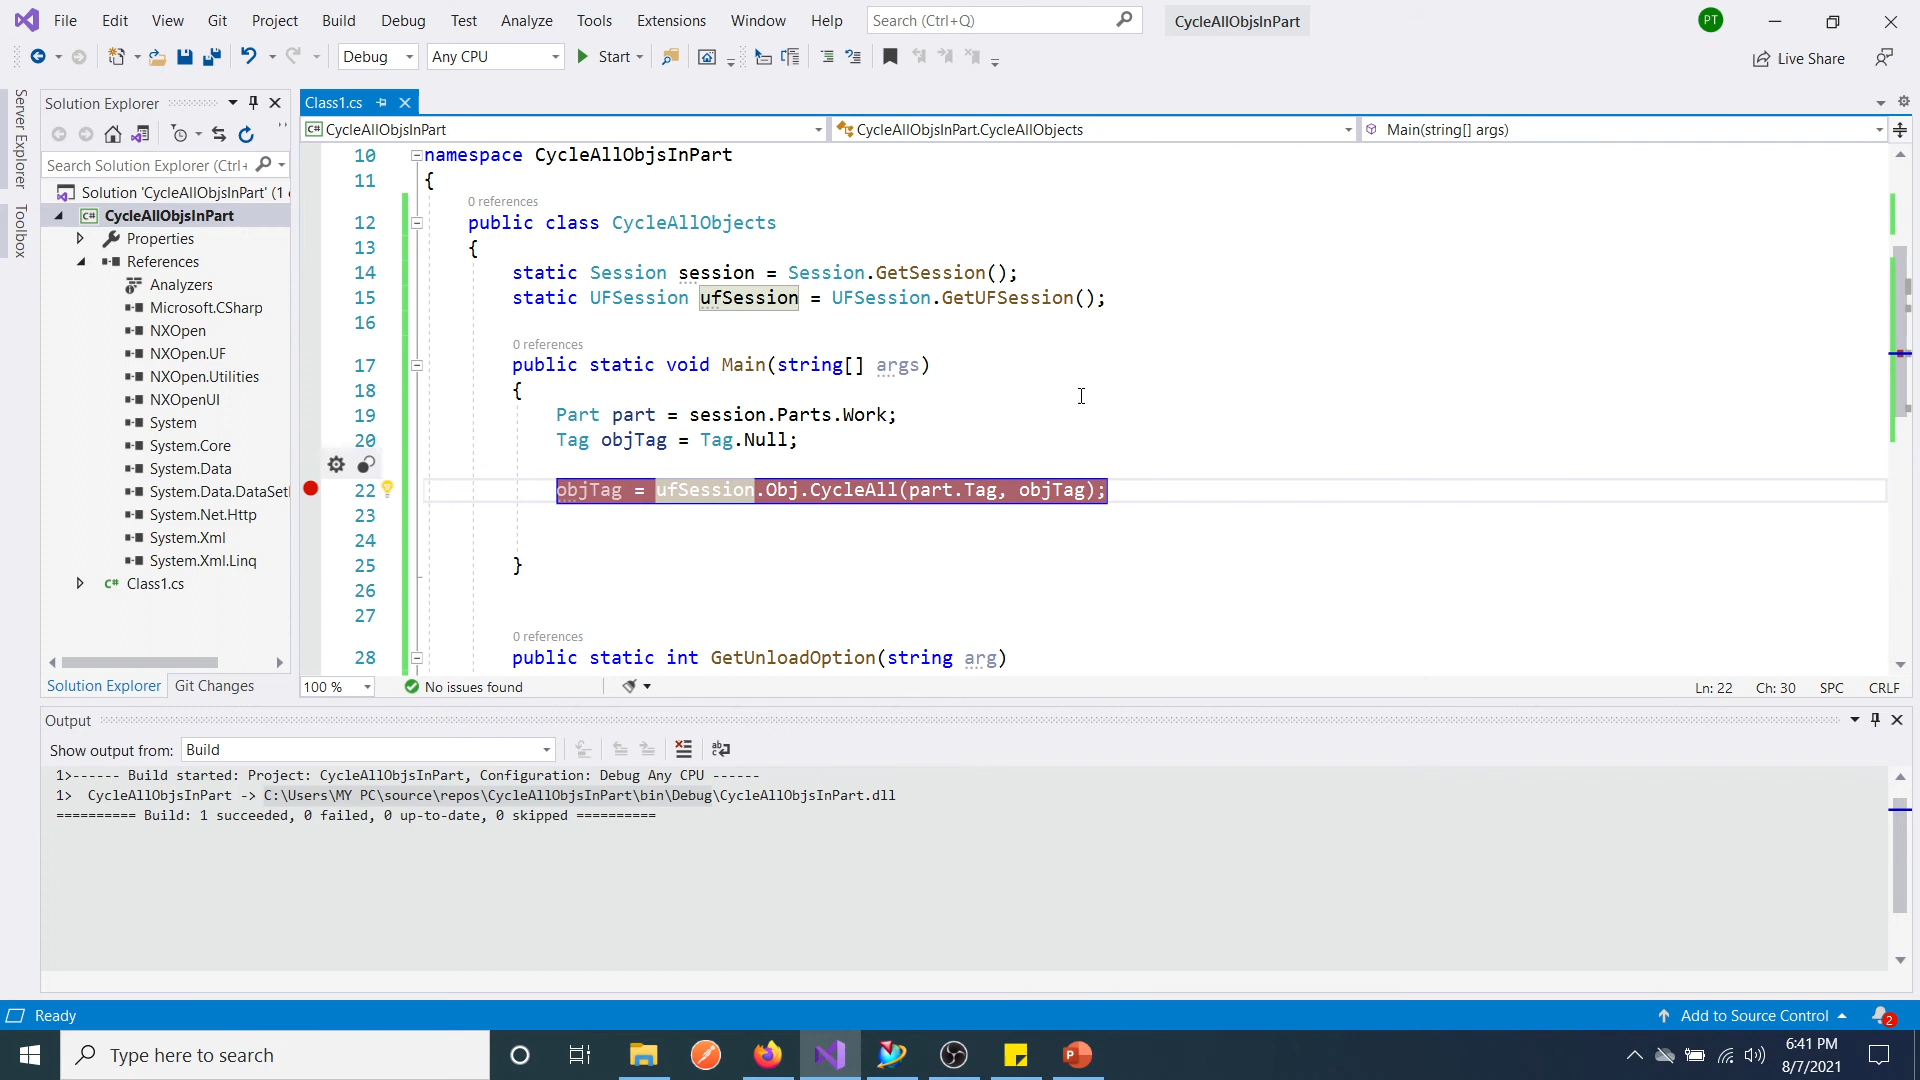 File Edit View Git Project Build Debug Test Analyze Tools Extensions Window Help Search (Ctrl+Q) CycleAllObjsInPart PT
Debug Any CPU Start Live Share
Server Explorer
Toolbox
Solution Explorer
Search Solution Explorer (Ctrl+
Solution 'CycleAllObjsInPart' (1
CycleAllObjsInPart
Properties
References
Analyzers
Microsoft.CSharp
NXOpen
NXOpen.UF
NXOpen.Utilities
NXOpenUI
System
System.Core
System.Data
System.Data.DataSet
System.Net.Http
System.Xml
System.Xml.Linq
C# Class1.cs
Solution Explorer Git Changes
Class1.cs
C# CycleAllObjsInPart CycleAllObjsInPart.CycleAllObjects Main(string[] args)
10 namespace CycleAllObjsInPart
11 {
0 references
12 public class CycleAllObjects
13 {
14 static Session session = Session.GetSession();
15 static UFSession ufSession = UFSession.GetUFSession();
16
0 references
17 public static void Main(string[] args)
18 {
19 Part part = session.Parts.Work;
20 Tag objTag = Tag.Null;
22 objTag = ufSession.Obj.CycleAll(part.Tag, objTag);
23
24
25 }
26
27
0 references
28 public static int GetUnloadOption(string arg)
100 % No issues found Ln: 22 Ch: 30 SPC CRLF
Output
Show output from: Build
1>------ Build started: Project: CycleAllObjsInPart, Configuration: Debug Any CPU ------
1> CycleAllObjsInPart -> C:\Users\MY PC\source\repos\CycleAllObjsInPart\bin\Debug\CycleAllObjsInPart.dll
========== Build: 1 succeeded, 0 failed, 0 up-to-date, 0 skipped ==========
Ready Add to Source Control 2
Type here to search
6:41 PM
8/7/2021